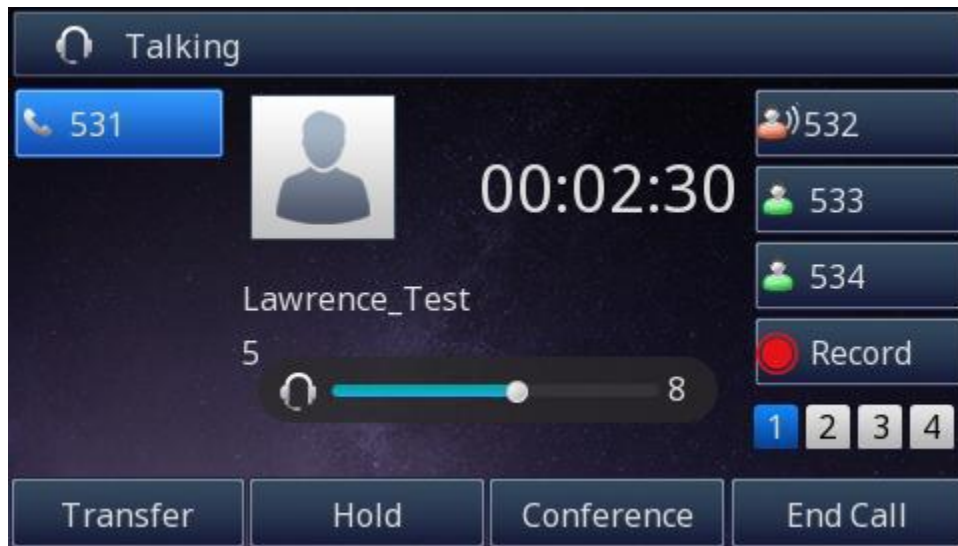 Talking
531
00:02:30
Lawrence_Test
5
8
532
533
534
Record
1 2 3 4
Transfer Hold Conference End Call